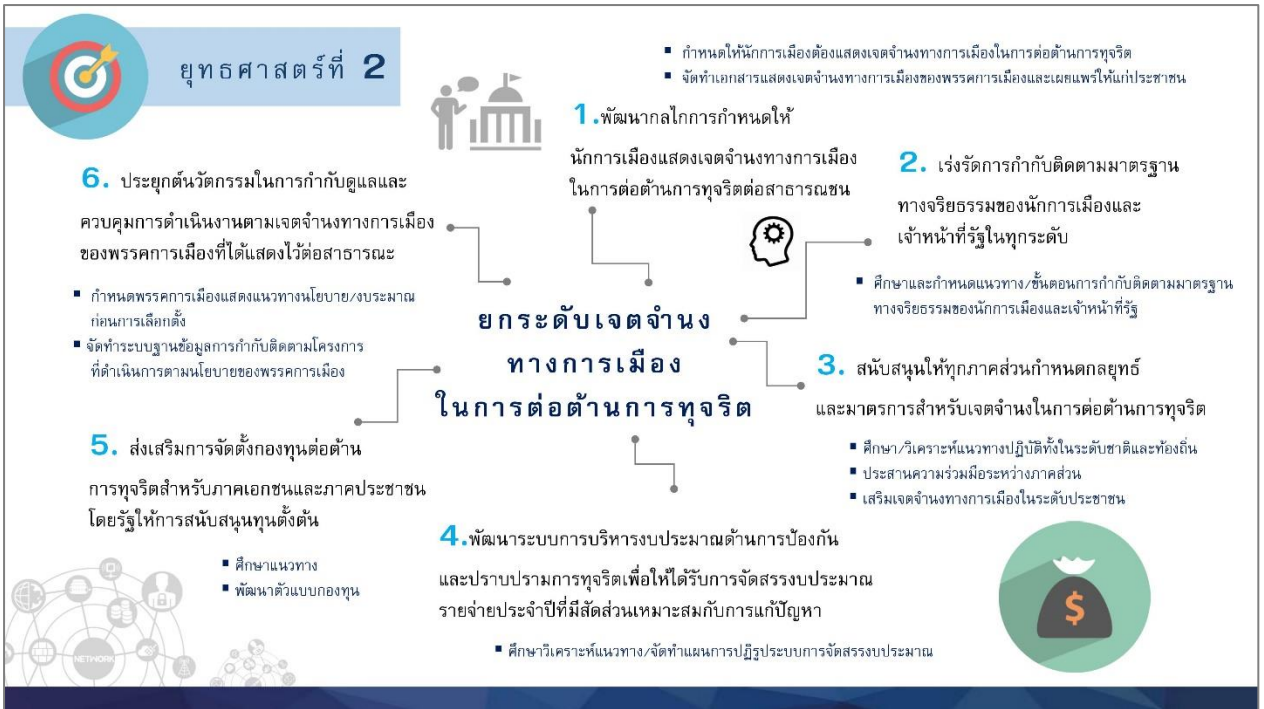 ยุทธศาสตร์ที่ 2
▪ กำหนดให้นักการเมืองต้องแสดงเจตจำนงทางการเมืองในการต่อต้านการทุจริต
▪ จัดทำเอกสารแสดงเจตจำนงทางการเมืองของพรรคการเมืองและเผยแพร่ให้แก่ประชาชน
1.พัฒนากลไกการกำหนดให้
นักการเมืองแสดงเจตจำนงทางการเมือง
ในการต่อต้านการทุจริตต่อสาธารณชน
2. เร่งรัดการกำกับติดตามมาตรฐาน
ทางจริยธรรมของนักการเมืองและ
เจ้าหน้าที่รัฐในทุกระดับ
▪ ศึกษาและกำหนดแนวทาง/ขั้นตอนการกำกับติดตามมาตรฐาน
ทางจริยธรรมของนักการเมืองและเจ้าหน้าที่รัฐ
ยกระดับเจตจำนง
ทางการเมือง
ในการต่อต้านการทุจริต
3. สนับสนุนให้ทุกภาคส่วนกำหนดกลยุทธ์
และมาตรการสำหรับเจตจำนงในการต่อต้านการทุจริต
▪ ศึกษา/วิเคราะห์แนวทางปฏิบัติทั้งในระดับชาติและท้องถิ่น
▪ ประสานความร่วมมือระหว่างภาคส่วน
▪ เสริมเจตจำนงทางการเมืองในระดับประชาชน
4.พัฒนาระบบการบริหารงบประมาณด้านการป้องกัน
และปราบปรามการทุจริตเพื่อให้ได้รับการจัดสรรงบประมาณ
รายจ่ายประจำปีที่มีสัดส่วนเหมาะสมกับการแก้ปัญหา
▪ ศึกษาวิเคราะห์แนวทาง/จัดทำแผนการปฏิรูประบบการจัดสรรงบประมาณ
5. ส่งเสริมการจัดตั้งกองทุนต่อต้าน
การทุจริตสำหรับภาคเอกชนและภาคประชาชน
โดยรัฐให้การสนับสนุนทุนตั้งต้น
▪ ศึกษาแนวทาง
▪ พัฒนาตัวแบบกองทุน
6. ประยุกต์นวัตกรรมในการกำกับดูแลและ
ควบคุมการดำเนินงานตามเจตจำนงทางการเมือง
ของพรรคการเมืองที่ได้แสดงไว้ต่อสาธารณะ
▪ กำหนดพรรคการเมืองแสดงแนวทางนโยบาย/งบประมาณ
ก่อนการเลือกตั้ง
▪ จัดทำระบบฐานข้อมูลการกำกับติดตามโครงการ
ที่ดำเนินการตามนโยบายของพรรคการเมือง
NETWORK
$